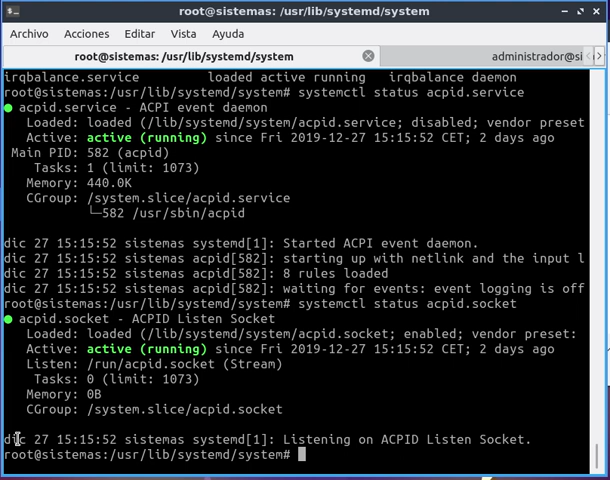 root@sistemas: /usr/lib/systemd/system
Archivo Acciones Editar Vista Ayuda
root@sistemas: /usr/lib/systemd/system administrador@si
irqbalance.service loaded active running irqbalance daemon
root@sistemas:/usr/lib/systemd/system# systemctl status acpid.service
● acpid.service - ACPI event daemon
Loaded: loaded (/lib/systemd/system/acpid.service; disabled; vendor preset
Active: active (running) since Fri 2019-12-27 15:15:52 CET; 2 days ago
Main PID: 582 (acpid)
Tasks: 1 (limit: 1073)
Memory: 440.0K
CGroup: /system.slice/acpid.service
└─582 /usr/sbin/acpid
dic 27 15:15:52 sistemas systemd[1]: Started ACPI event daemon.
dic 27 15:15:52 sistemas acpid[582]: starting up with netlink and the input l
dic 27 15:15:52 sistemas acpid[582]: 8 rules loaded
dic 27 15:15:52 sistemas acpid[582]: waiting for events: event logging is off
root@sistemas:/usr/lib/systemd/system# systemctl status acpid.socket
● acpid.socket - ACPID Listen Socket
Loaded: loaded (/lib/systemd/system/acpid.socket; enabled; vendor preset:
Active: active (running) since Fri 2019-12-27 15:15:52 CET; 2 days ago
Listen: /run/acpid.socket (Stream)
Tasks: 0 (limit: 1073)
Memory: 0B
CGroup: /system.slice/acpid.socket
dic 27 15:15:52 sistemas systemd[1]: Listening on ACPID Listen Socket.
root@sistemas:/usr/lib/systemd/system#